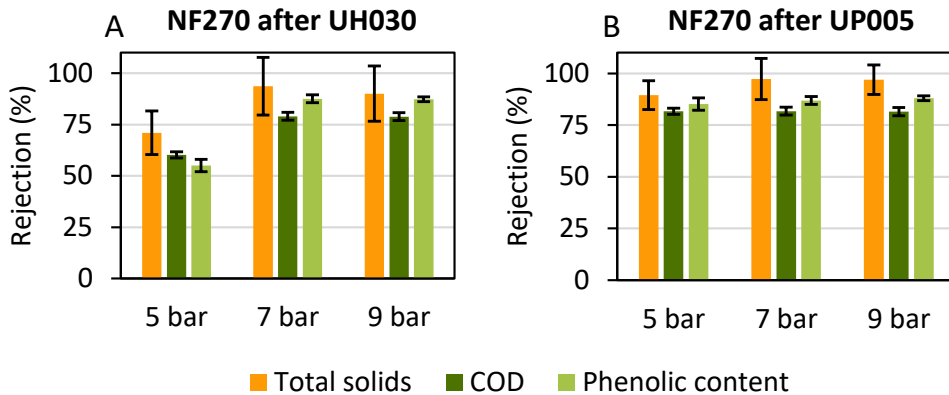 A NF270 after UH030
Rejection (%)
100
75
50
25
0
5 bar 7 bar 9 bar
B NF270 after UP005
Rejection (%)
100
75
50
25
0
5 bar 7 bar 9 bar
Total solids COD Phenolic content